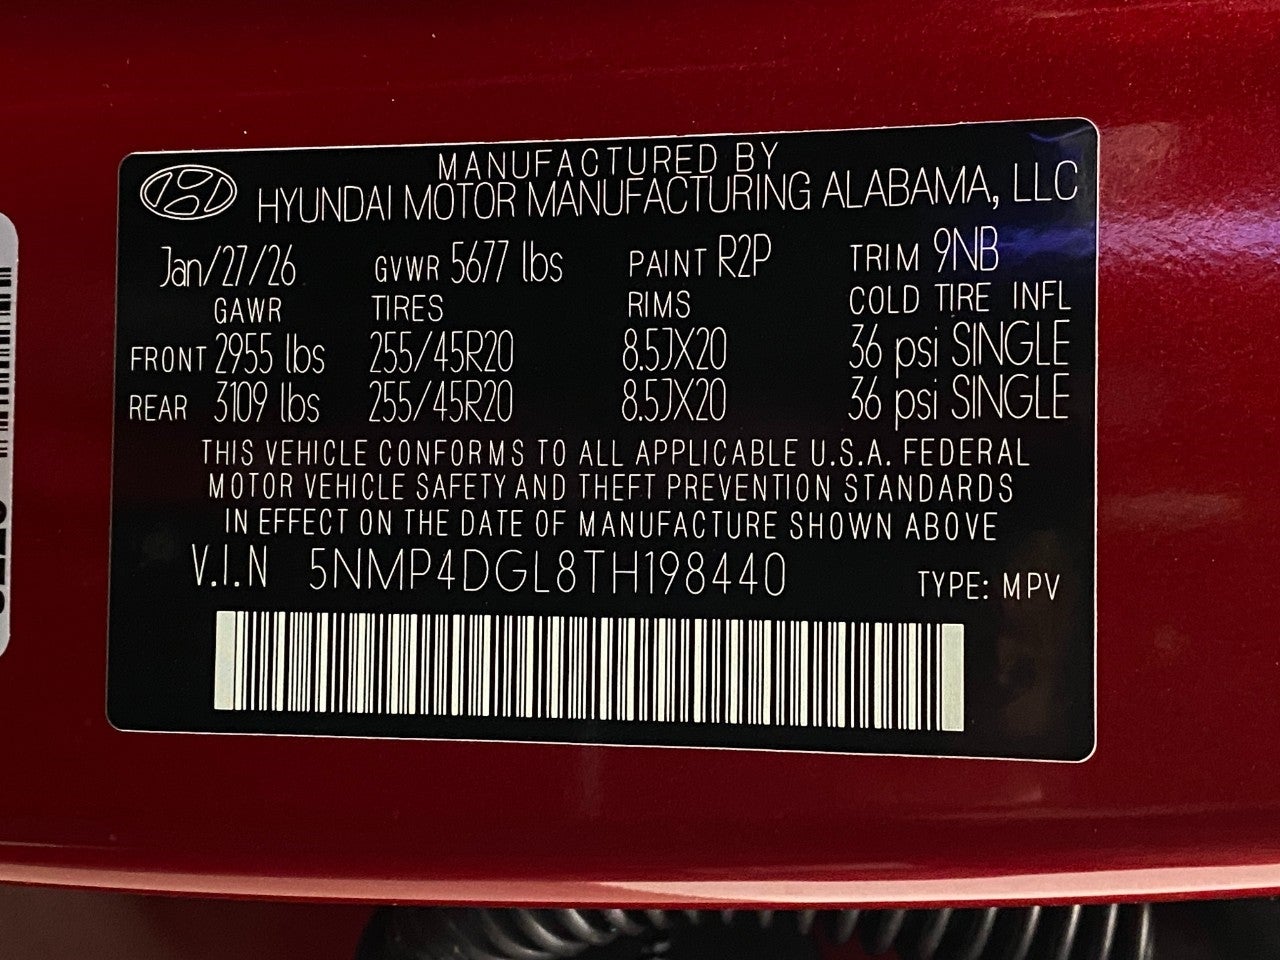 MANUFACTURED BY
HYUNDAI MOTOR MANUFACTURING ALABAMA, LLC
Jan/27/26 GVWR 5677 lbs PAINT R2P TRIM 9NB
GAWR TIRES RIMS COLD TIRE INFL
FRONT 2955 lbs 255/45R20 8.5JX20 36 psi SINGLE
REAR 3109 lbs 255/45R20 8.5JX20 36 psi SINGLE
THIS VEHICLE CONFORMS TO ALL APPLICABLE U.S.A. FEDERAL
MOTOR VEHICLE SAFETY AND THEFT PREVENTION STANDARDS
IN EFFECT ON THE DATE OF MANUFACTURE SHOWN ABOVE
V.I.N 5NMP4DGL8TH198440 TYPE: MPV